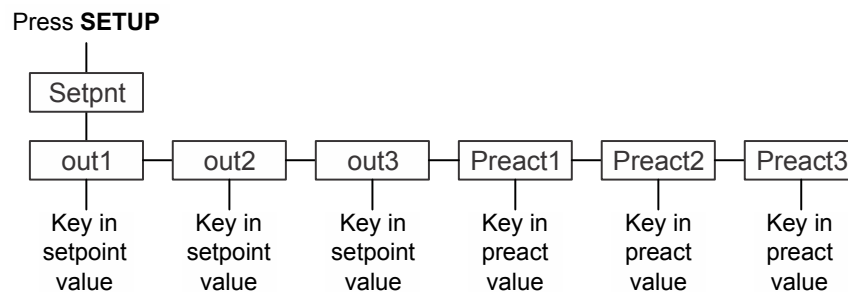 Press SETUP
Setpnt
out1 out2 out3 Preact1 Preact2 Preact3
Key in
setpoint
value
Key in
setpoint
value
Key in
setpoint
value
Key in
preact
value
Key in
preact
value
Key in
preact
value